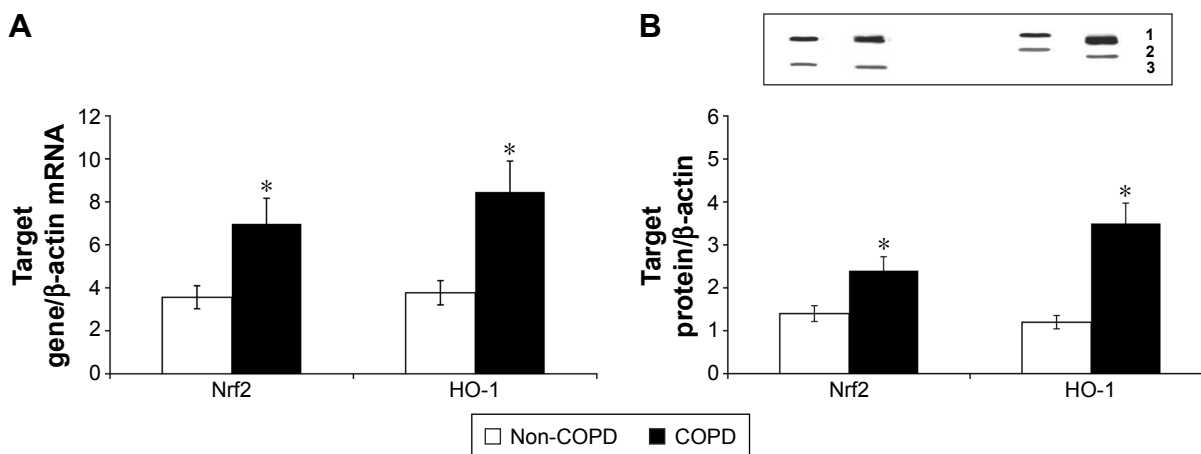 A
Target
gene/β-actin mRNA
12
10
8
6
4
2
0
*
*
Nrf2
HO-1
B
1
2
3
Target
protein/β-actin
6
5
4
3
2
1
0
*
*
Nrf2
HO-1
Non-COPD
COPD